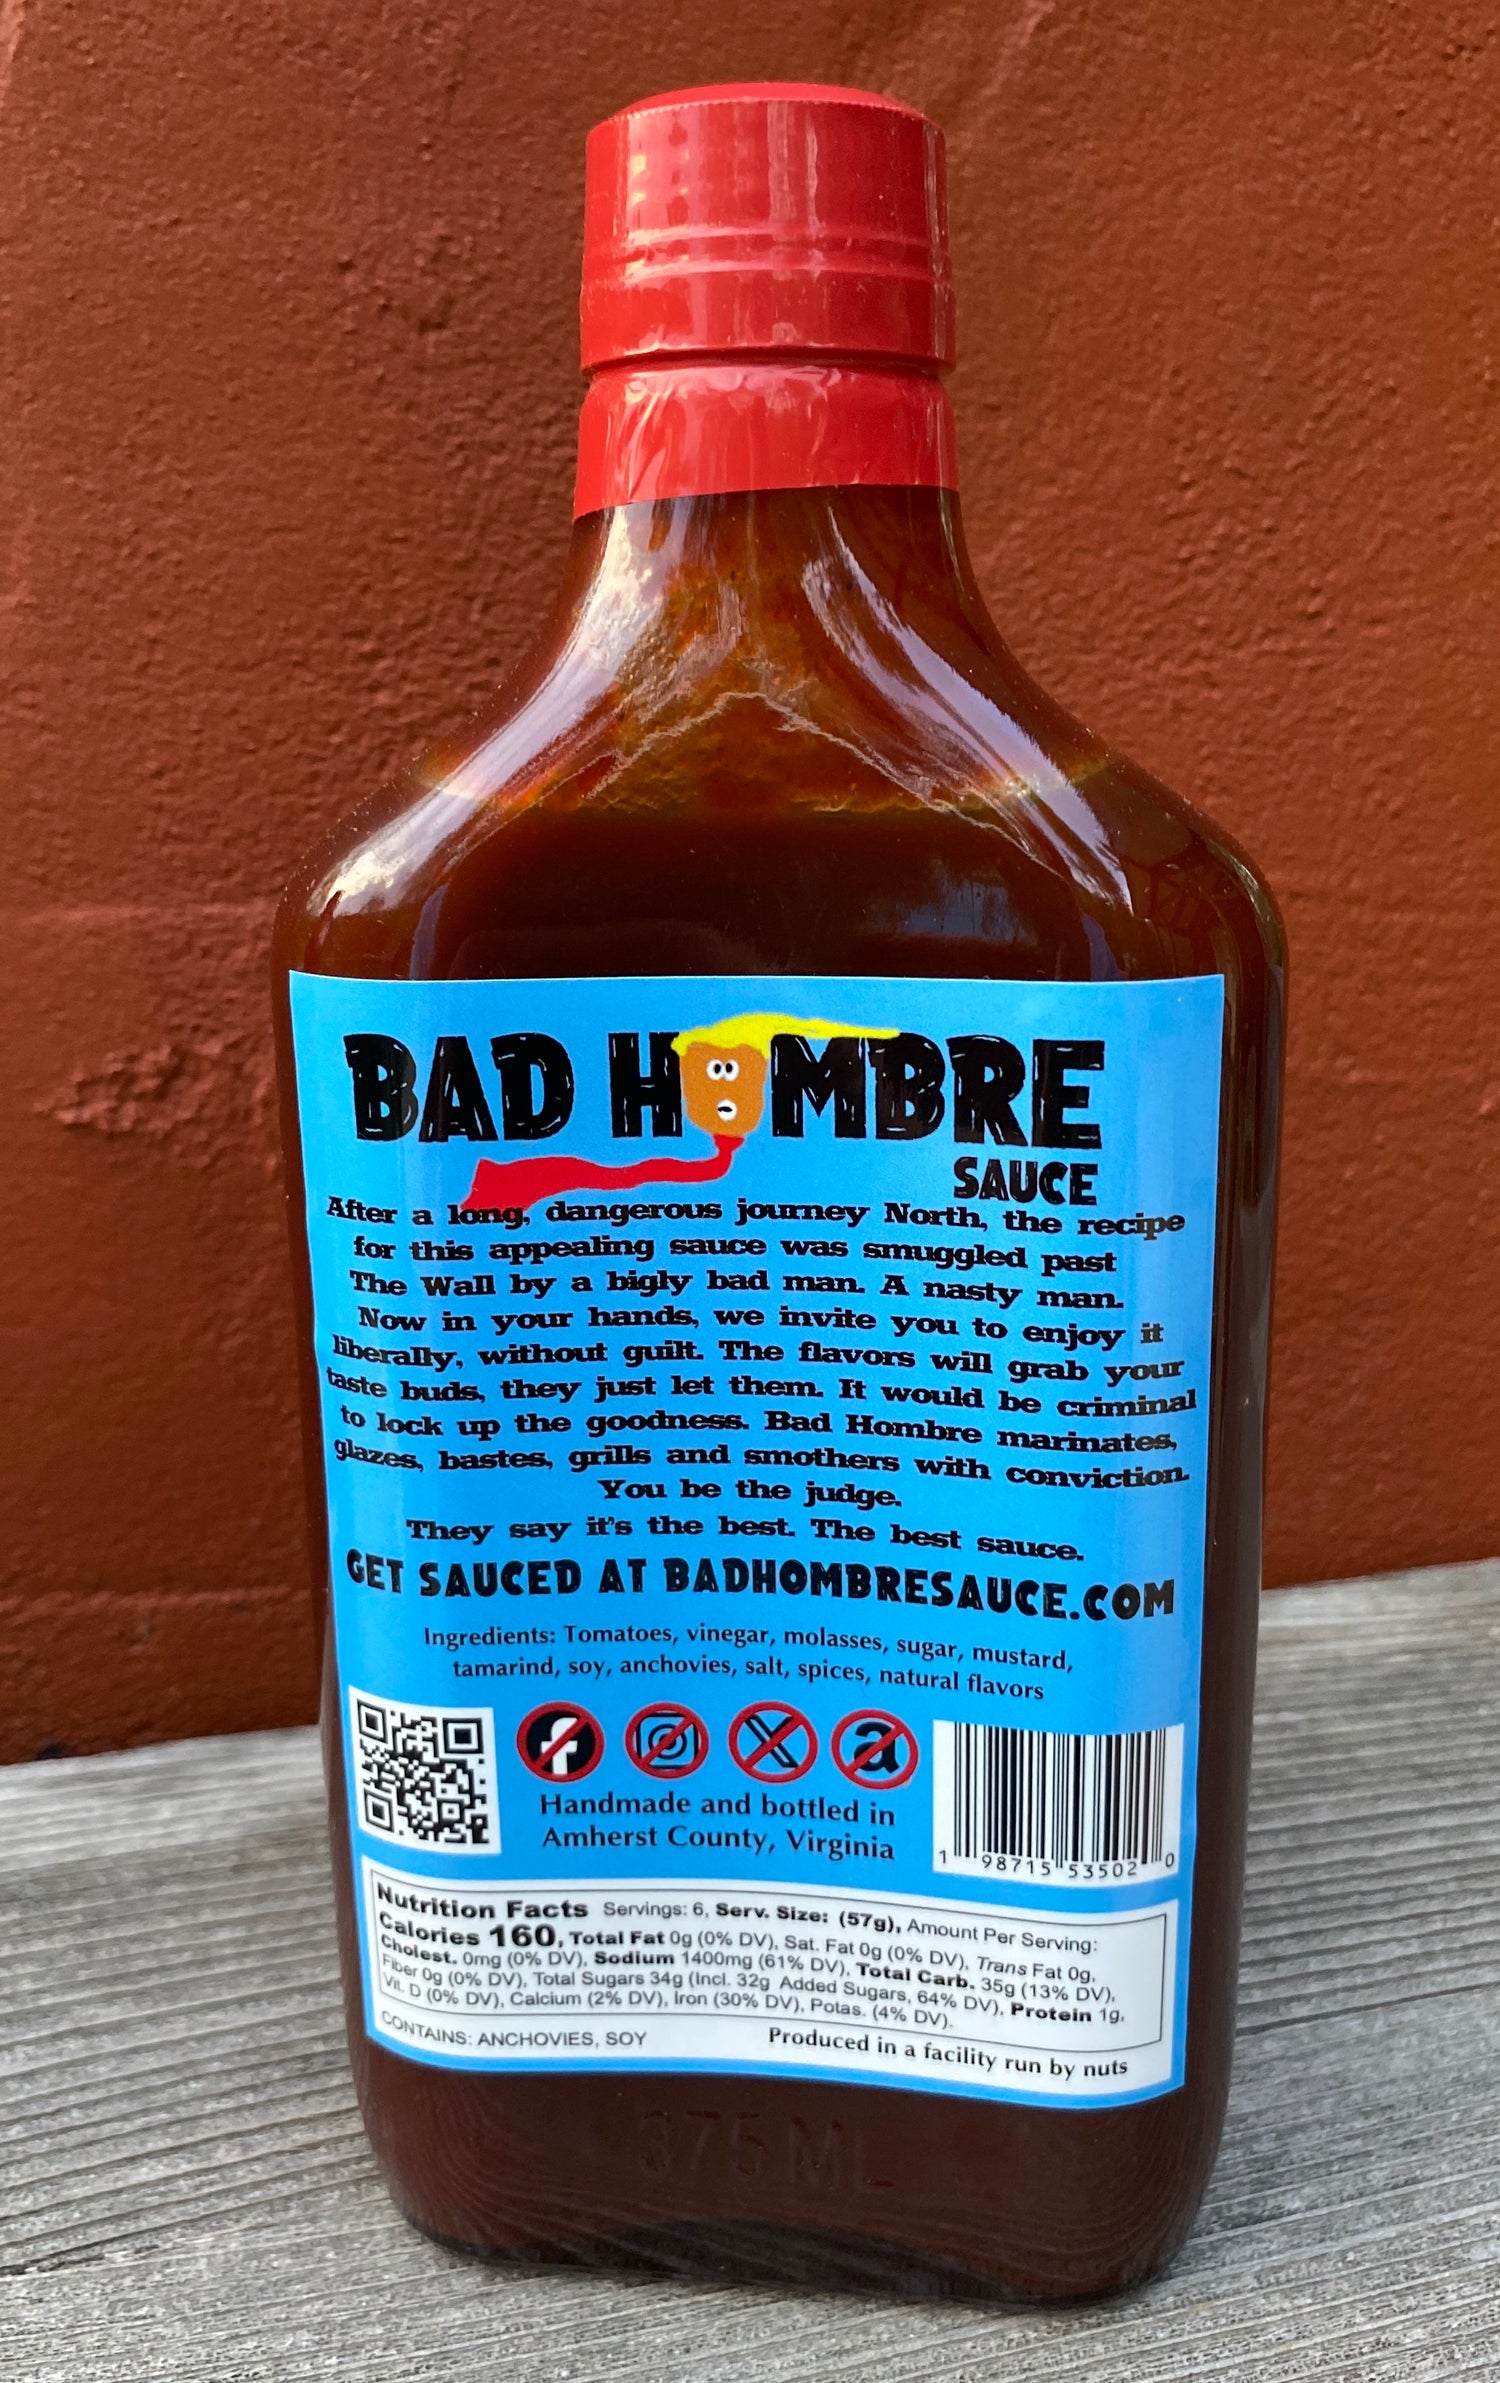 BAD HOMBRE
SAUCE
After a long, dangerous journey North, the recipe
for this appealing sauce was smuggled past
The Wall by a bigly bad man. A nasty man.
Now in your hands, we invite you to enjoy it
liberally, without guilt. The flavors will grab your
taste buds, they just let them. It would be criminal
to lock up the goodness. Bad Hombre marinates,
glazes, bastes, grills and smothers with conviction.
You be the judge.
They say it's the best. The best sauce.
GET SAUCED AT BADHOMBRESAUCE.COM
Ingredients: Tomatoes, vinegar, molasses, sugar, mustard,
tamarind, soy, anchovies, salt, spices, natural flavors
Handmade and bottled in
Amherst County, Virginia
1 98715 53502 0
Nutrition Facts Servings: 6, Serv. Size: (57g), Amount Per Serving:
Calories 160, Total Fat 0g (0% DV), Sat. Fat 0g (0% DV), Trans Fat 0g,
Cholest. 0mg (0% DV), Sodium 1400mg (61% DV), Total Carb. 35g (13% DV),
Fiber 0g (0% DV), Total Sugars 34g (Incl. 32g Added Sugars, 64% DV), Protein 1g,
Vit. D (0% DV), Calcium (2% DV), Iron (30% DV), Potas. (4% DV).
CONTAINS: ANCHOVIES, SOY
Produced in a facility run by nuts
375 ML